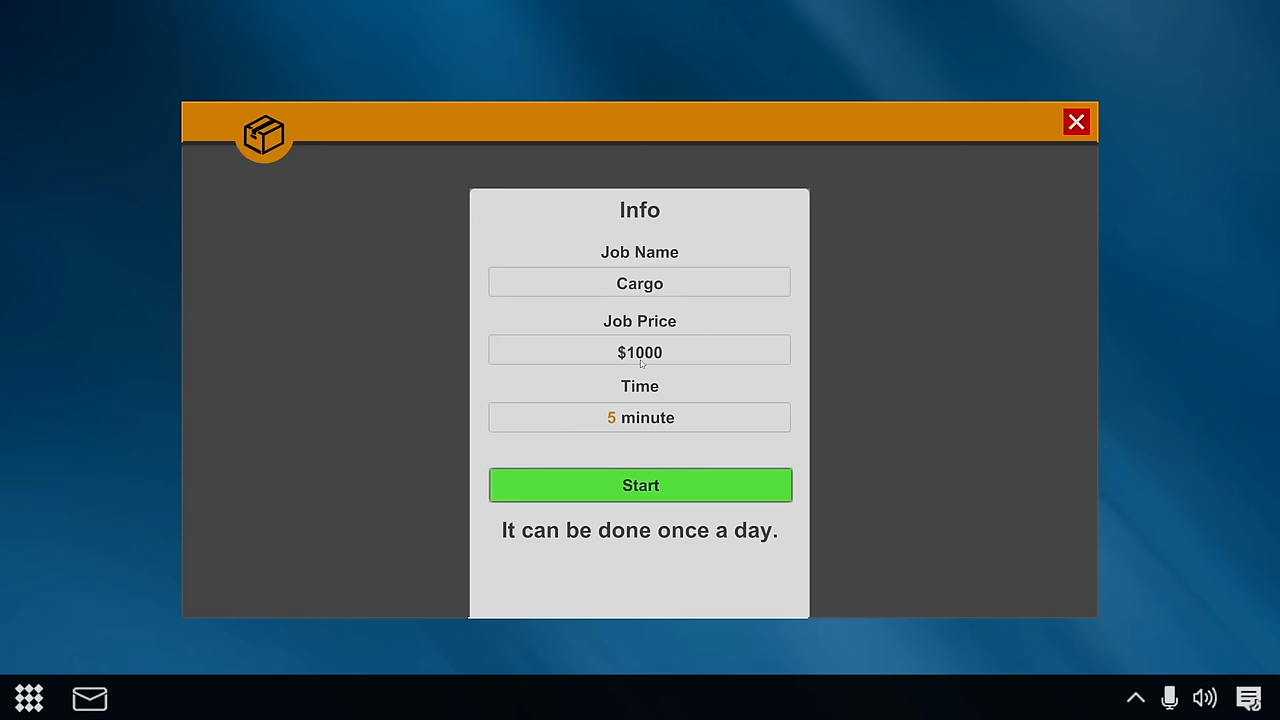 Info
Job Name
Cargo
Job Price
$1000
Time
5 minute
Start
It can be done once a day.